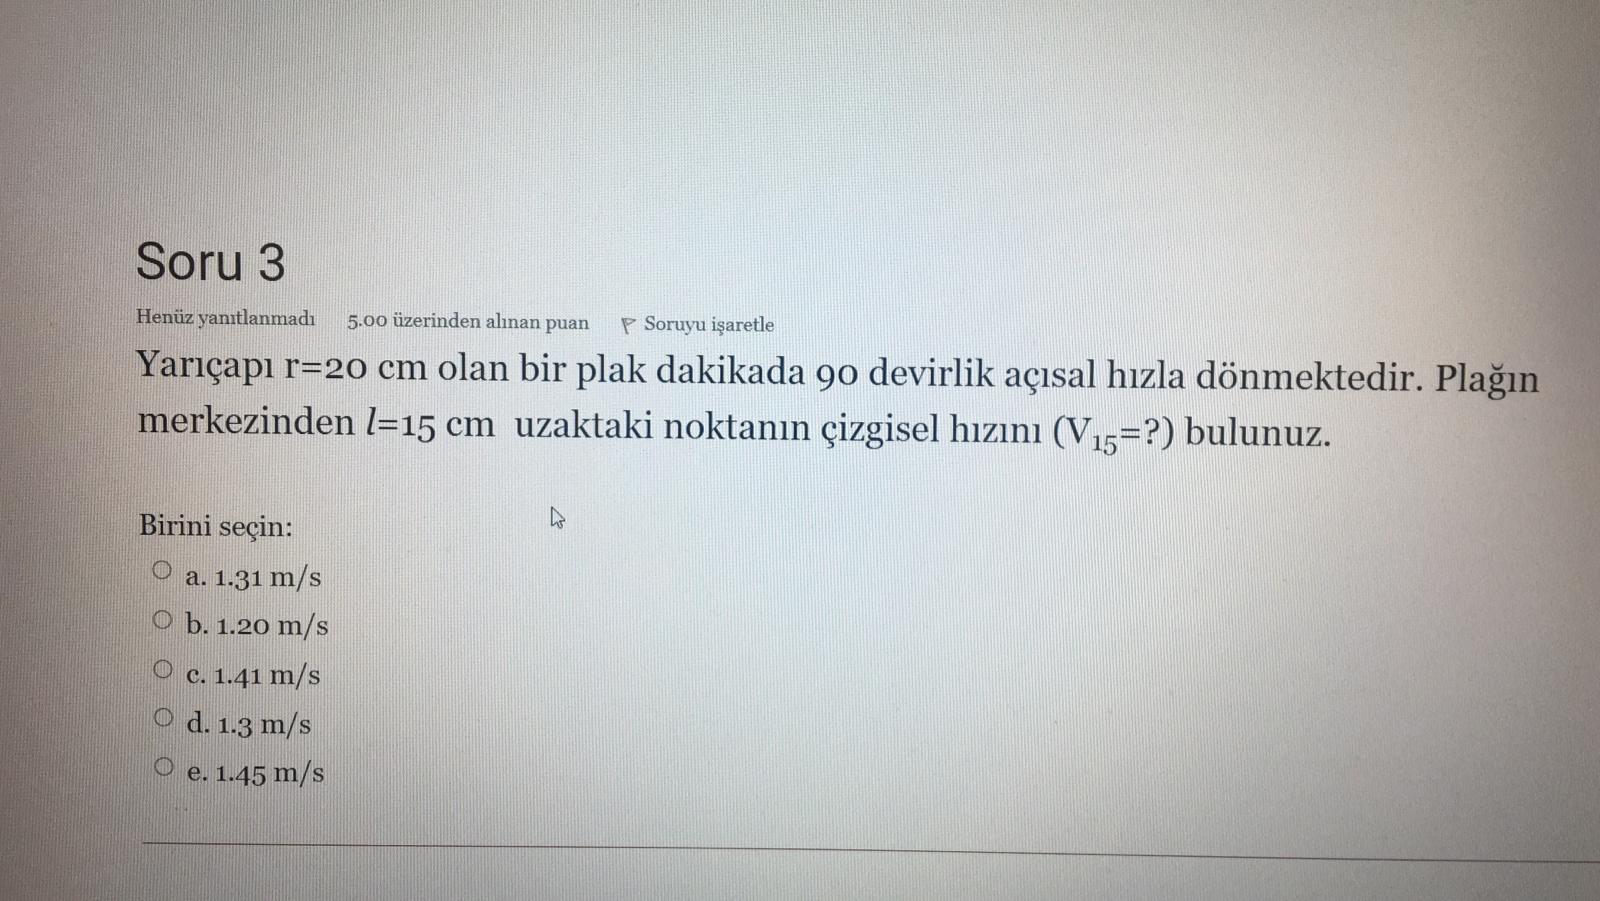 Soru 3
Henüz yanıtlanmadı 5.00 üzerinden alınan puan Soruyu işaretle
Yarıçapı r=20 cm olan bir plak dakikada 90 devirlik açısal hızla dönmektedir. Plağın
merkezinden l=15 cm uzaktaki noktanın çizgisel hızını (V₁₅=?) bulunuz.
Birini seçin:
a. 1.31 m/s
b. 1.20 m/s
c. 1.41 m/s
d. 1.3 m/s
e. 1.45 m/s